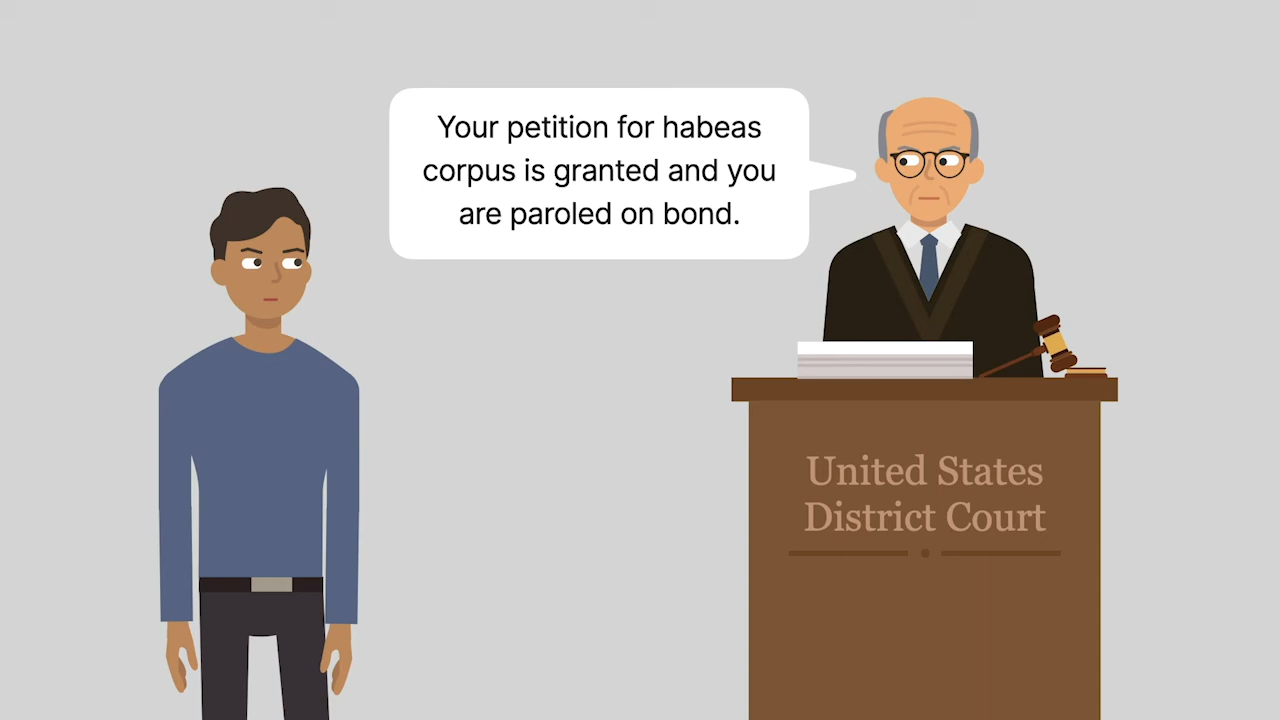 Your petition for habeas
corpus is granted and you
are paroled on bond.
United States
District Court